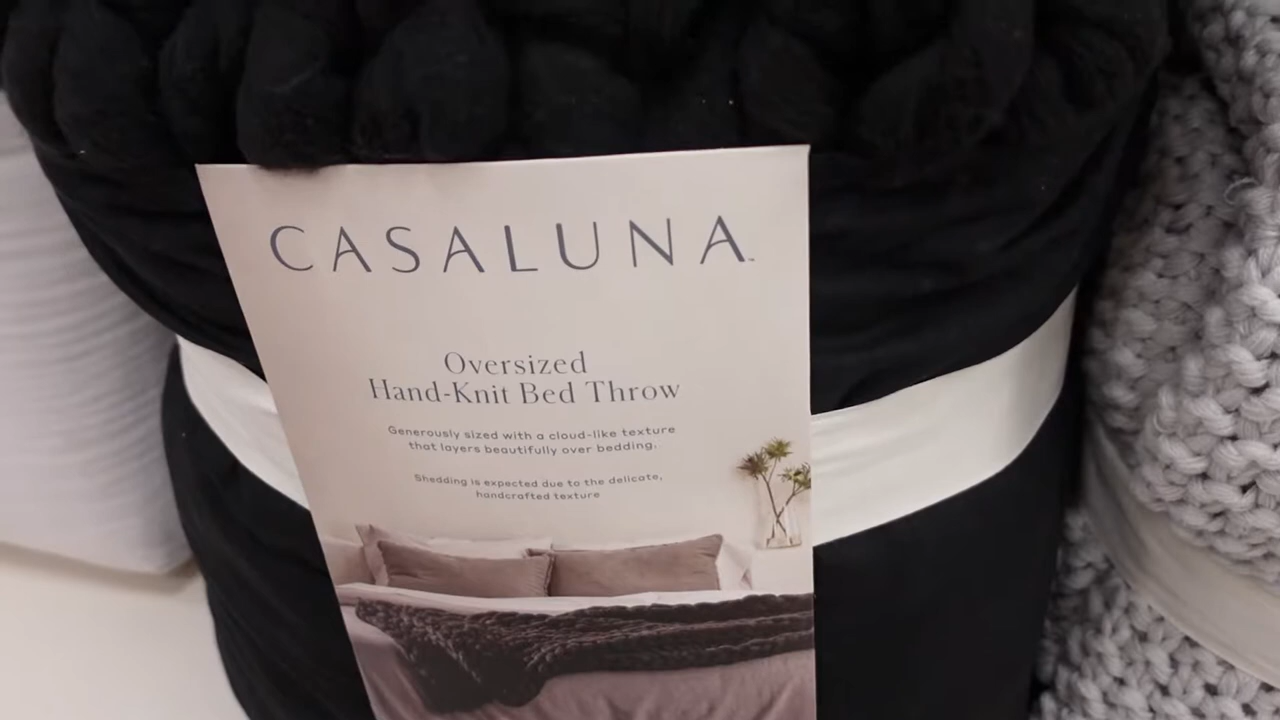 CASALUNA™
Oversized
Hand-Knit Bed Throw
Generously sized with a cloud-like texture
that layers beautifully over bedding.
Shedding is expected due to the delicate,
handcrafted texture